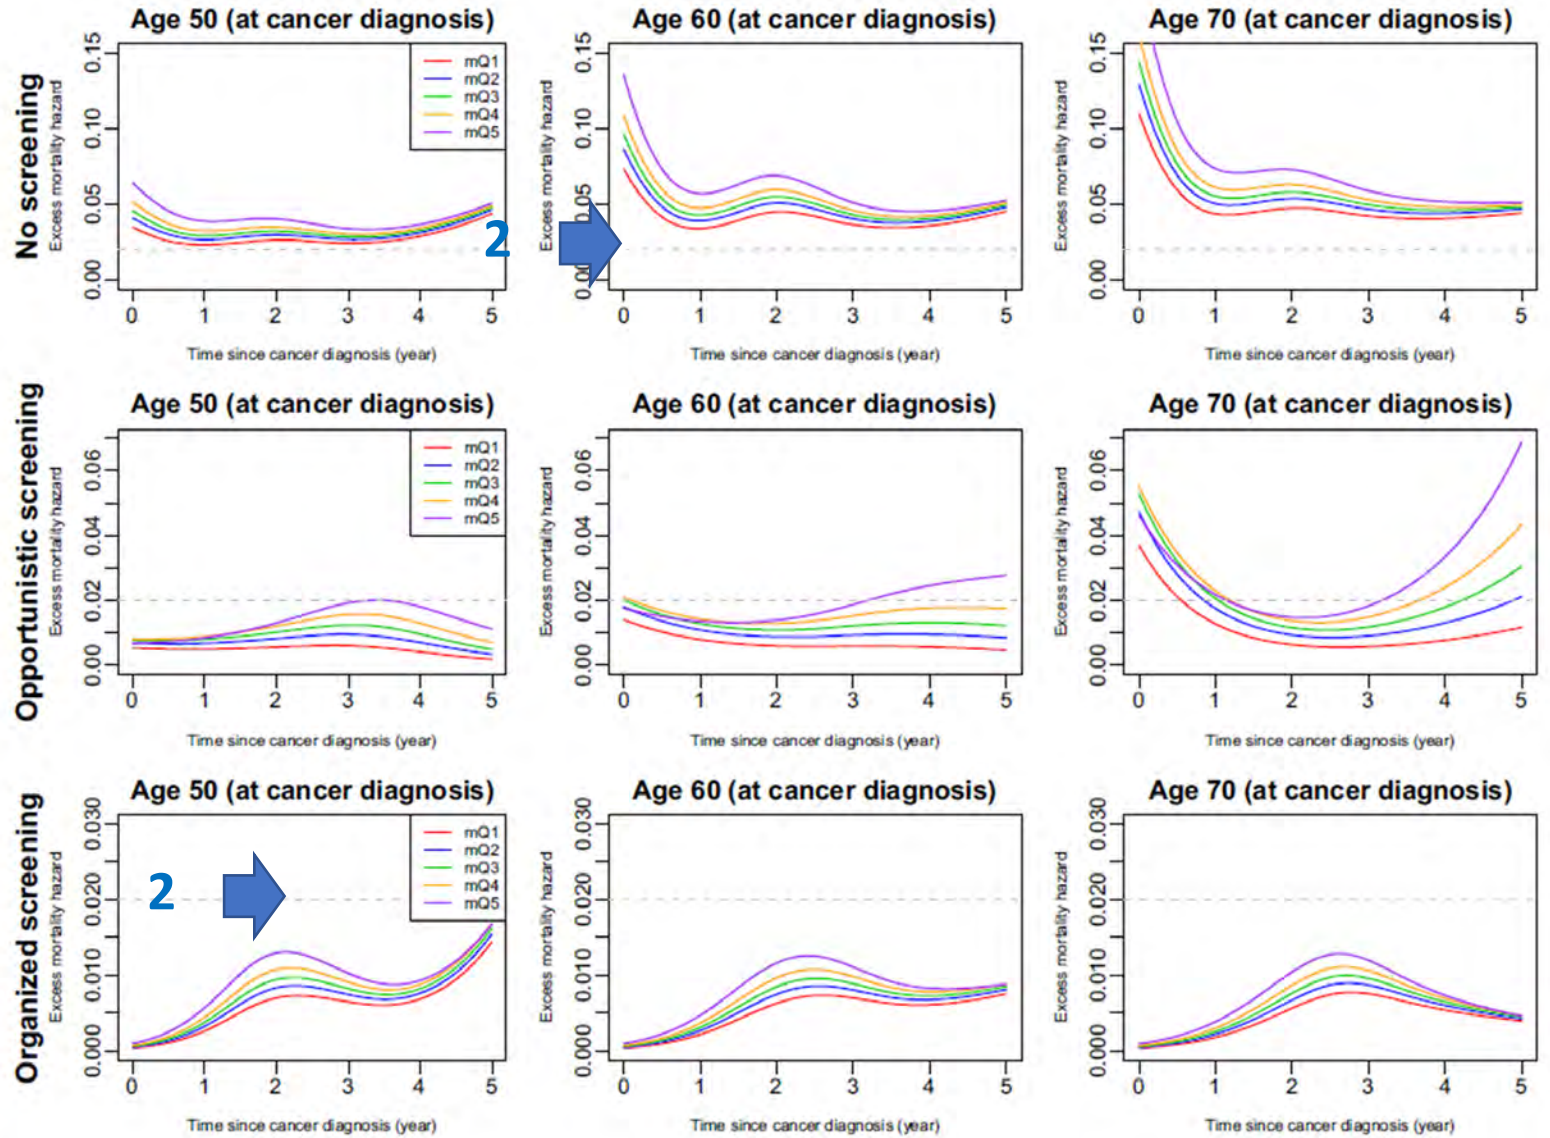 No screening
Age 50 (at cancer diagnosis)
Excess mortality hazard
0.15
0.10
0.05
0.00
mQ1
mQ2
mQ3
mQ4
mQ5
0 1 2 3 4 5
Time since cancer diagnosis (year)
2
Age 60 (at cancer diagnosis)
Excess mortality hazard
0.15
0.10
0.05
0.00
0 1 2 3 4 5
Time since cancer diagnosis (year)
Age 70 (at cancer diagnosis)
Excess mortality hazard
0.15
0.10
0.05
0.00
0 1 2 3 4 5
Time since cancer diagnosis (year)
Opportunistic screening
Age 50 (at cancer diagnosis)
Excess mortality hazard
0.06
0.04
0.02
0.00
mQ1
mQ2
mQ3
mQ4
mQ5
0 1 2 3 4 5
Time since cancer diagnosis (year)
Age 60 (at cancer diagnosis)
Excess mortality hazard
0.06
0.04
0.02
0.00
0 1 2 3 4 5
Time since cancer diagnosis (year)
Age 70 (at cancer diagnosis)
Excess mortality hazard
0.06
0.04
0.02
0.00
0 1 2 3 4 5
Time since cancer diagnosis (year)
Organized screening
Age 50 (at cancer diagnosis)
Excess mortality hazard
0.030
0.020
0.010
0.000
mQ1
mQ2
mQ3
mQ4
mQ5
2
0 1 2 3 4 5
Time since cancer diagnosis (year)
Age 60 (at cancer diagnosis)
Excess mortality hazard
0.030
0.020
0.010
0.000
0 1 2 3 4 5
Time since cancer diagnosis (year)
Age 70 (at cancer diagnosis)
Excess mortality hazard
0.030
0.020
0.010
0.000
0 1 2 3 4 5
Time since cancer diagnosis (year)